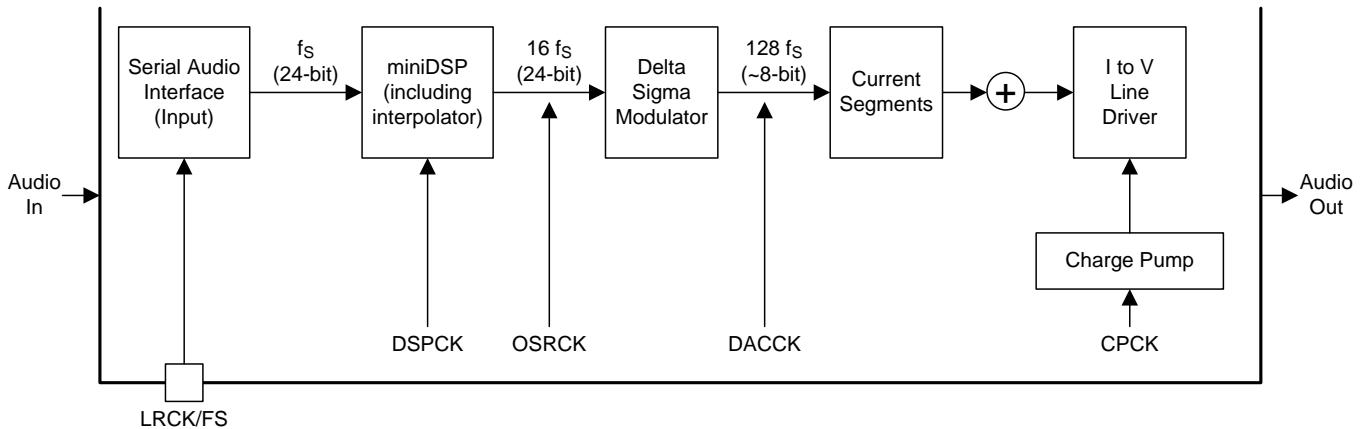 Serial Audio
Interface
(Input)
fS
(24-bit)
miniDSP
(including
interpolator)
16 fS
(24-bit)
Delta
Sigma
Modulator
128 fS
(~8-bit)
Current
Segments
+
I to V
Line
Driver
Audio
In
Audio
Out
Charge Pump
DSPCK
OSRCK
DACCK
CPCK
LRCK/FS